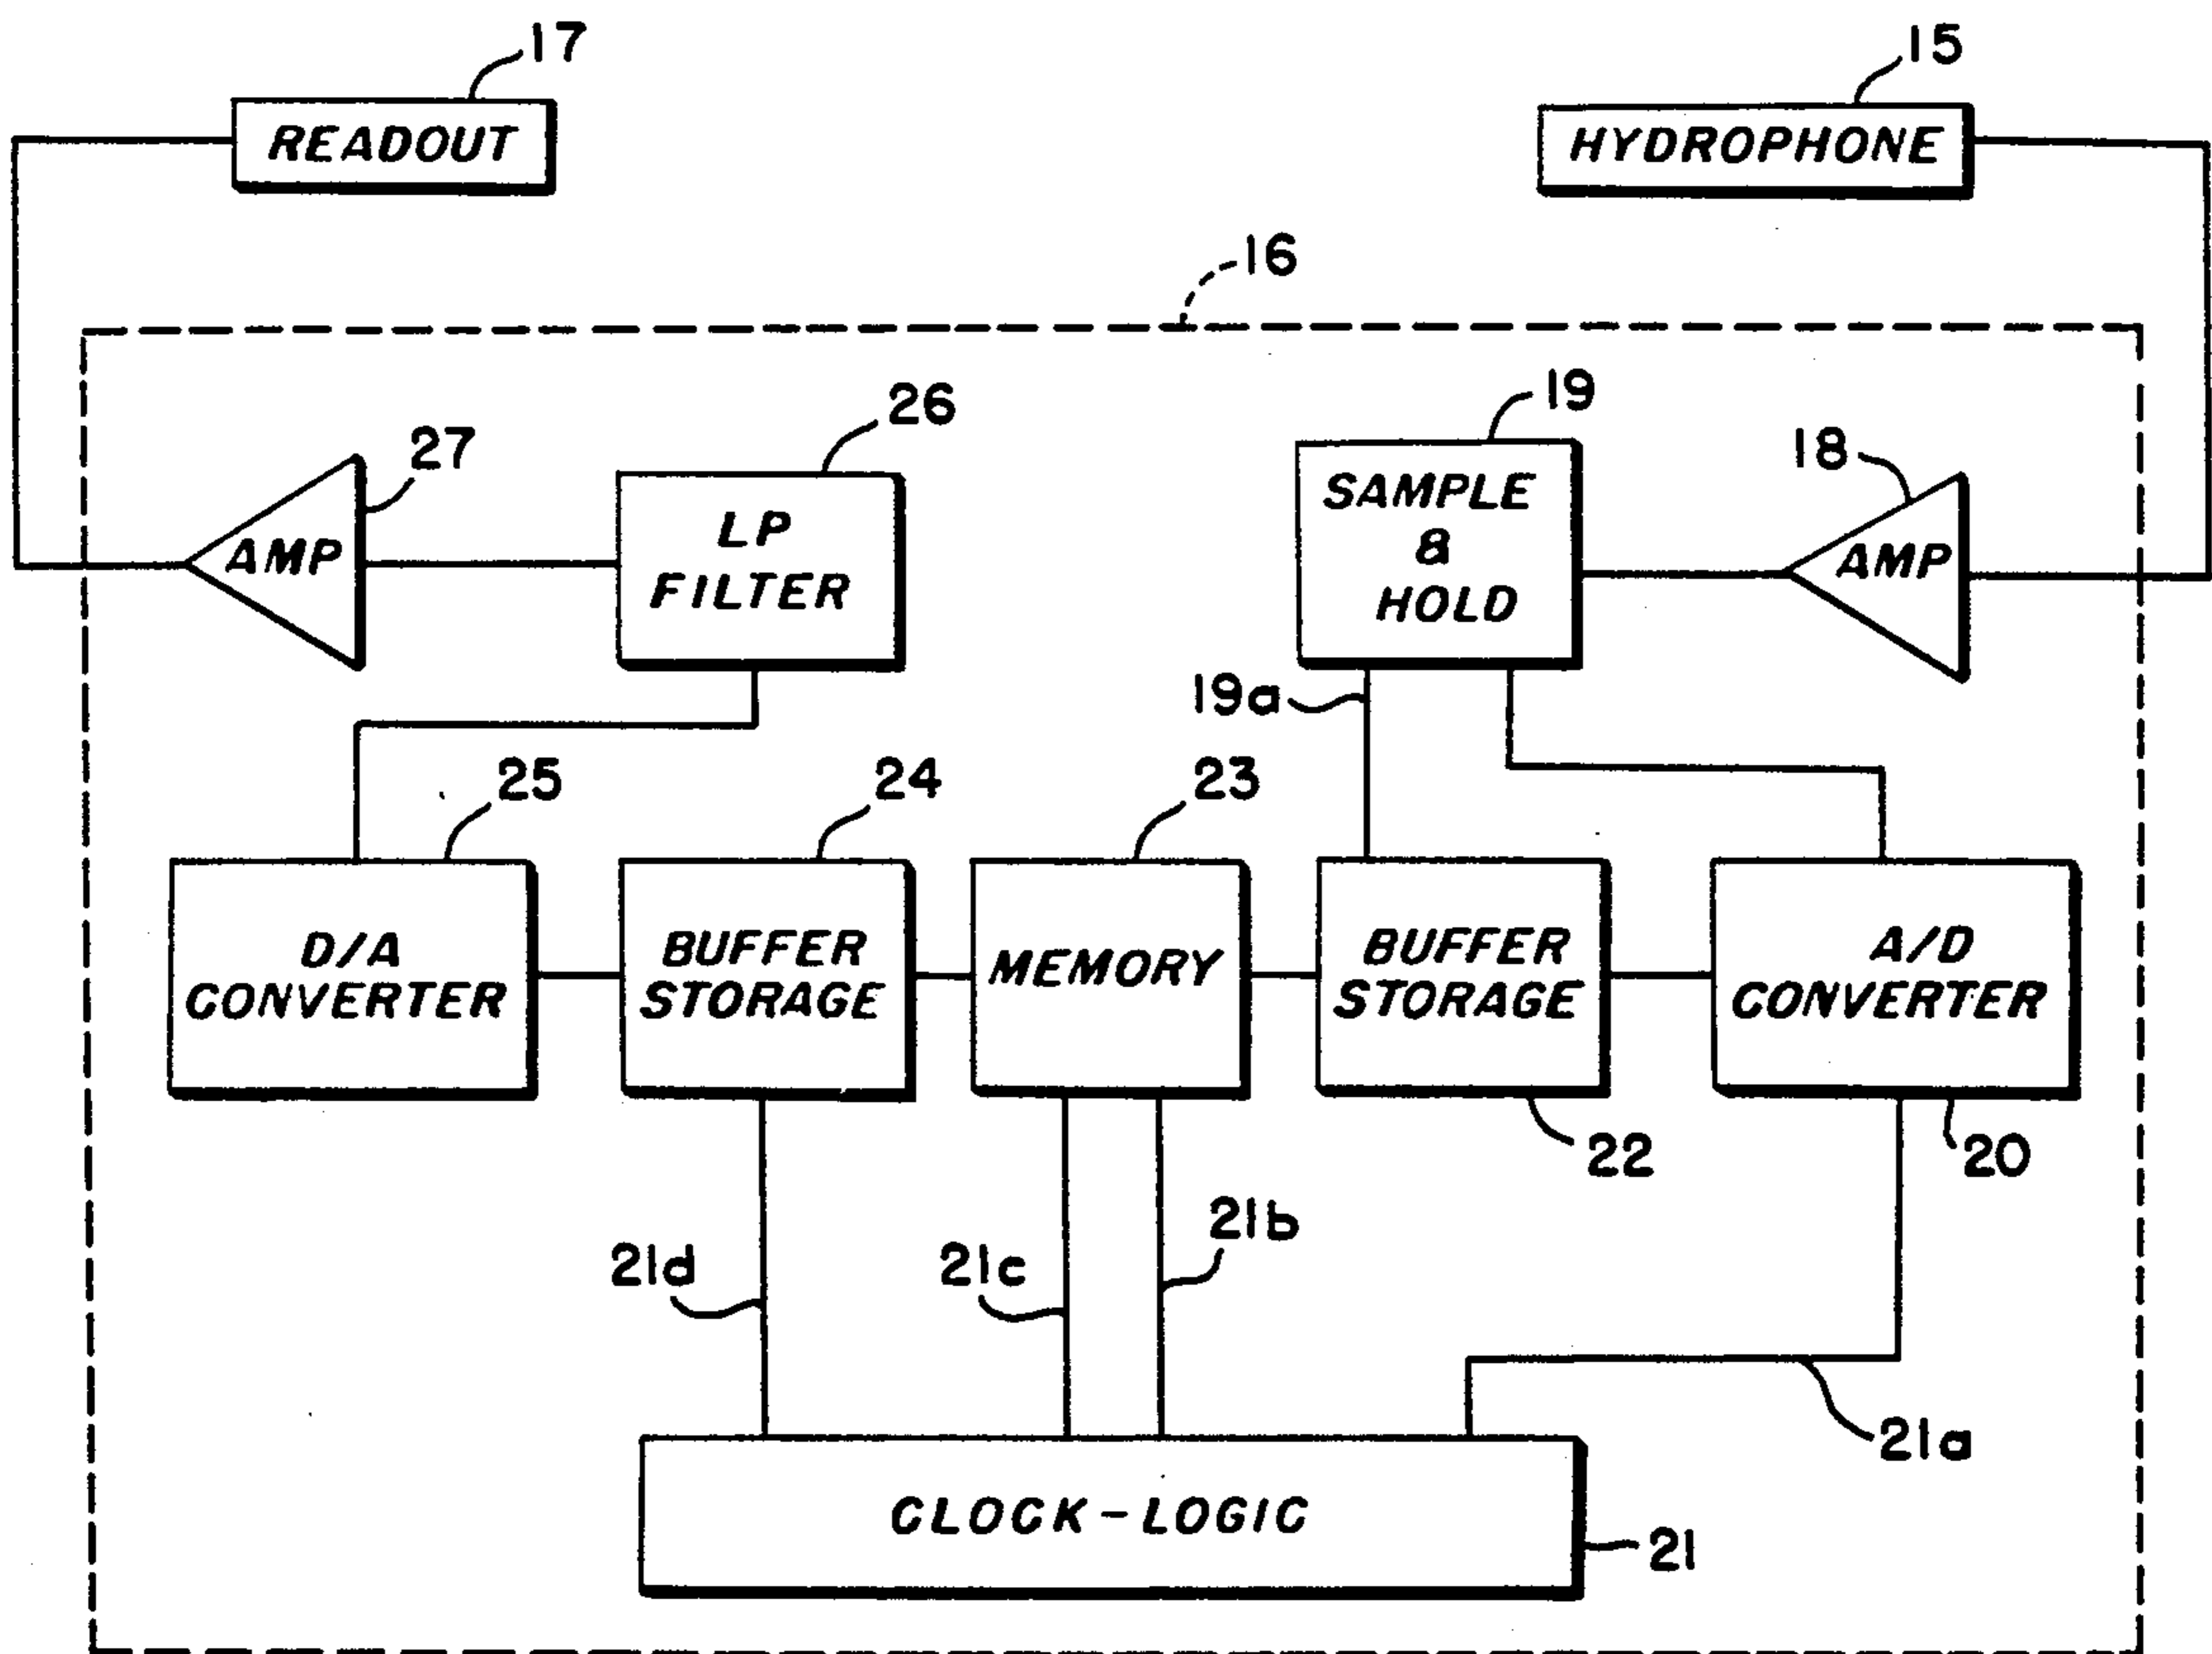 17
15
READOUT
HYDROPHONE
16
19
26
27
18
SAMPLE
&
HOLD
LP
FILTER
AMP
AMP
19a
25
24
23
D/A
CONVERTER
BUFFER
STORAGE
MEMORY
BUFFER
STORAGE
A/D
CONVERTER
22
20
21b
21d
21c
21a
CLOCK-LOGIC
21